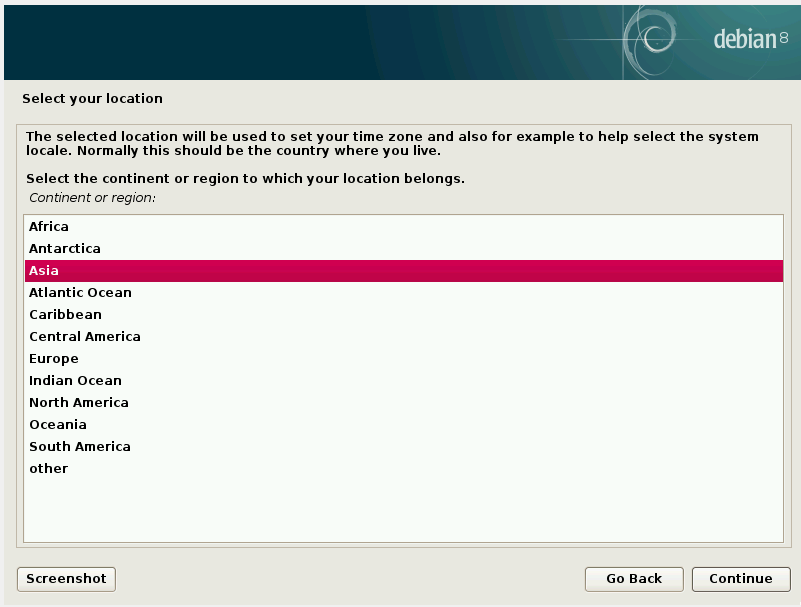 debian 8
Select your location
The selected location will be used to set your time zone and also for example to help select the system
locale. Normally this should be the country where you live.
Select the continent or region to which your location belongs.
Continent or region:
Africa
Antarctica
Asia
Atlantic Ocean
Caribbean
Central America
Europe
Indian Ocean
North America
Oceania
South America
other
Screenshot
Go Back
Continue